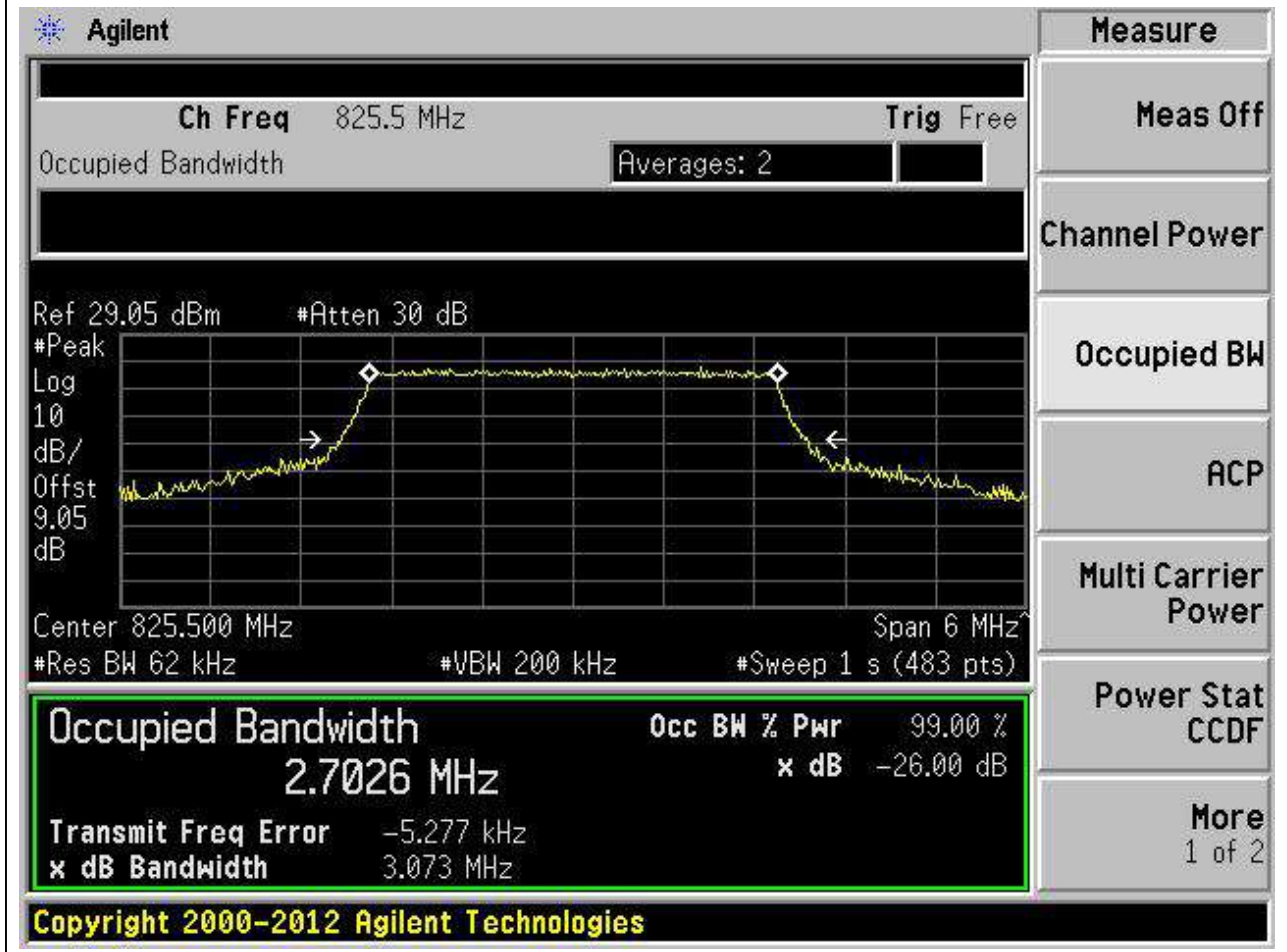 Agilent
Measure
Ch Freq 825.5 MHz Trig Free
Occupied Bandwidth Averages: 2
Meas Off
Channel Power
Occupied BW
ACP
Multi Carrier
Power
Power Stat
CCDF
More
1 of 2
Ref 29.05 dBm #Atten 30 dB
#Peak
Log
10
dB/
Offst
9.05
dB
Center 825.500 MHz Span 6 MHz^
#Res BW 62 kHz #VBW 200 kHz #Sweep 1 s (483 pts)
Occupied Bandwidth Occ BW % Pwr 99.00 %
2.7026 MHz x dB -26.00 dB
Transmit Freq Error -5.277 kHz
x dB Bandwidth 3.073 MHz
Copyright 2000-2012 Agilent Technologies